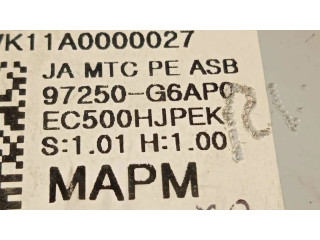 VK11A0000027
JA MTC PE ASB
97250-G6AP0
EC500HJPEK
S:1.01 H:1.00
MAPM